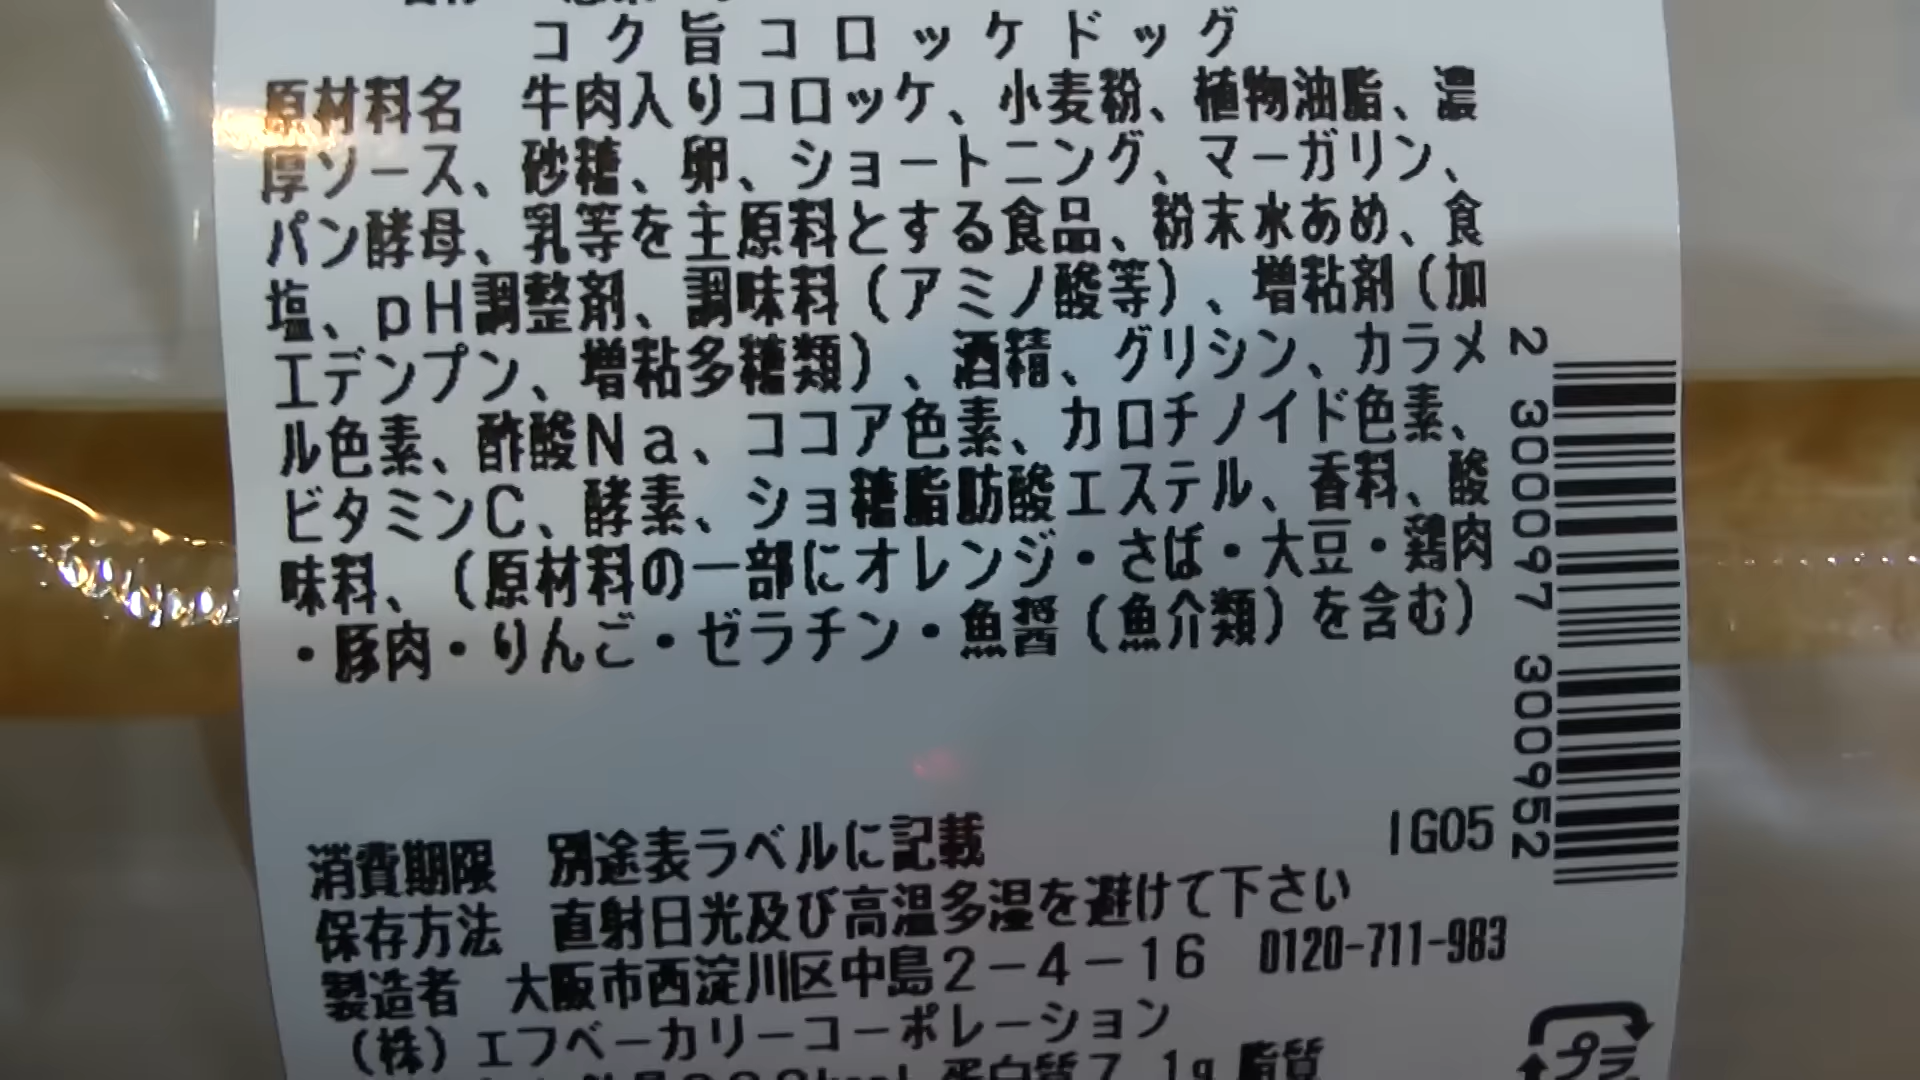 コク旨コロッケドッグ
原材料名 牛肉入りコロッケ、小麦粉、植物油脂、濃
厚ソース、砂糖、卵、ショートニング、マーガリン、
パン酵母、乳等を主原料とする食品、粉末水あめ、食
塩、pH調整剤、調味料（アミノ酸等）、増粘剤（加
工デンプン、増粘多糖類）、酒精、グリシン、カラメ
ル色素、酢酸Na、ココア色素、カロチノイド色素、
ビタミンC、酵素、ショ糖脂肪酸エステル、香料、酸
味料、（原材料の一部にオレンジ・さば・大豆・鶏肉
・豚肉・りんご・ゼラチン・魚醤（魚介類）を含む）
2 300097 300952
IG05
消費期限 別途表ラベルに記載
保存方法 直射日光及び高温多湿を避けて下さい
製造者 大阪市西淀川区中島2－4－16 0120-711-983
（株）エフベーカリーコーポレーション
蛋白質7.1g 脂質
プラ